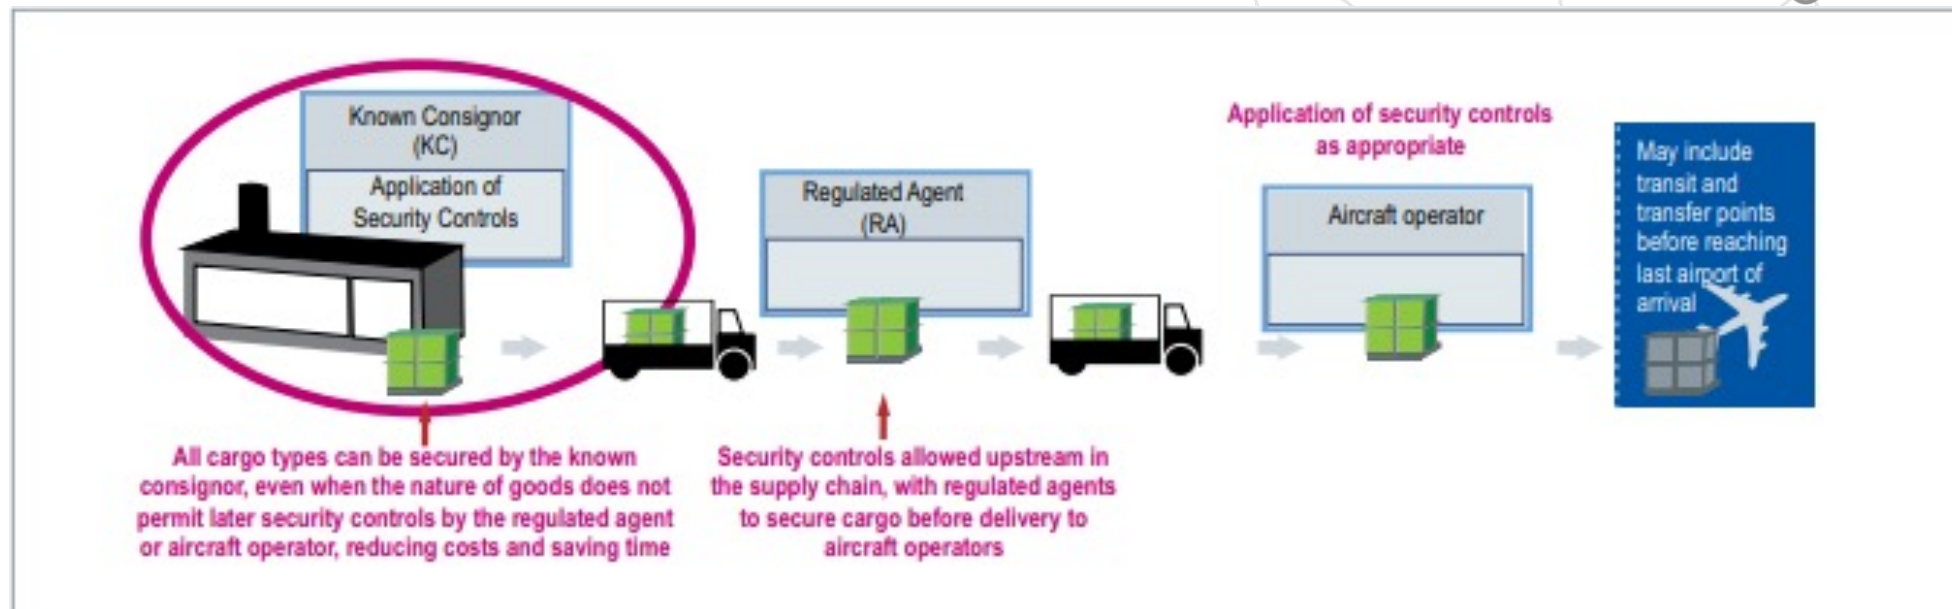 Known Consignor
(KC)
Application of
Security Controls
All cargo types can be secured by the known
consignor, even when the nature of goods does not
permit later security controls by the regulated agent
or aircraft operator, reducing costs and saving time
Regulated Agent
(RA)
Security controls allowed upstream in
the supply chain, with regulated agents
to secure cargo before delivery to
aircraft operators
Application of security controls
as appropriate
Aircraft operator
May include
transit and
transfer points
before reaching
last airport of
arrival